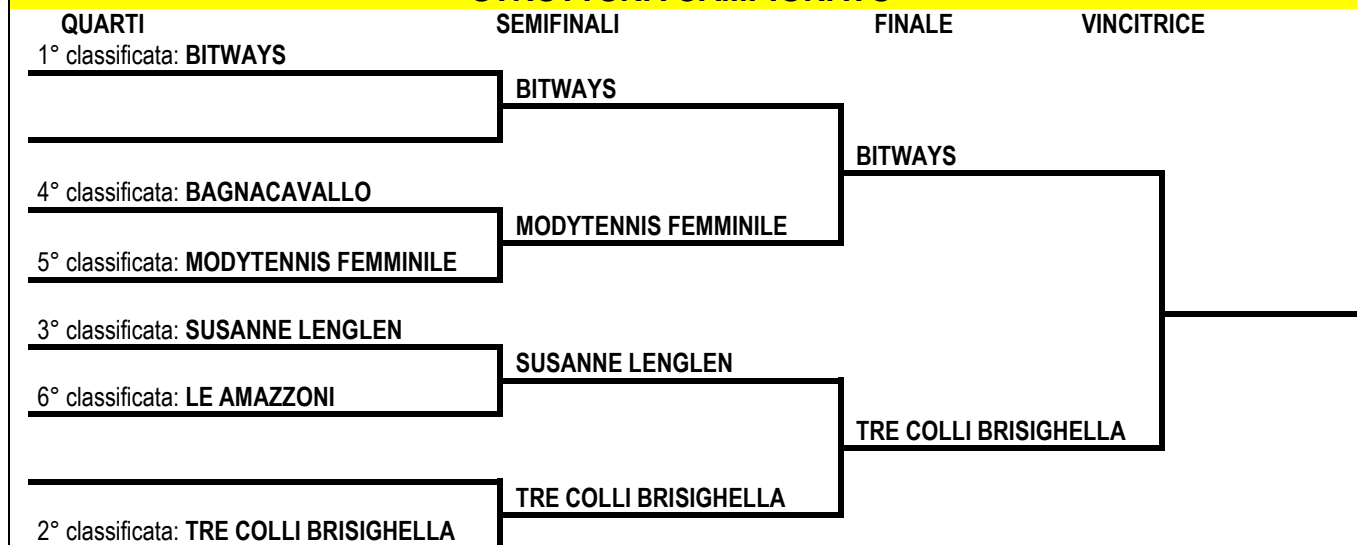 STRUTTURA CAMPIONATO
QUARTI SEMIFINALI FINALE VINCITRICE
1° classificata: BITWAYS
BITWAYS
BITWAYS
4° classificata: BAGNACAVALLO
MODYTENNIS FEMMINILE
5° classificata: MODYTENNIS FEMMINILE
3° classificata: SUSANNE LENGLEN
SUSANNE LENGLEN
6° classificata: LE AMAZZONI
TRE COLLI BRISIGHELLA
TRE COLLI BRISIGHELLA
2° classificata: TRE COLLI BRISIGHELLA